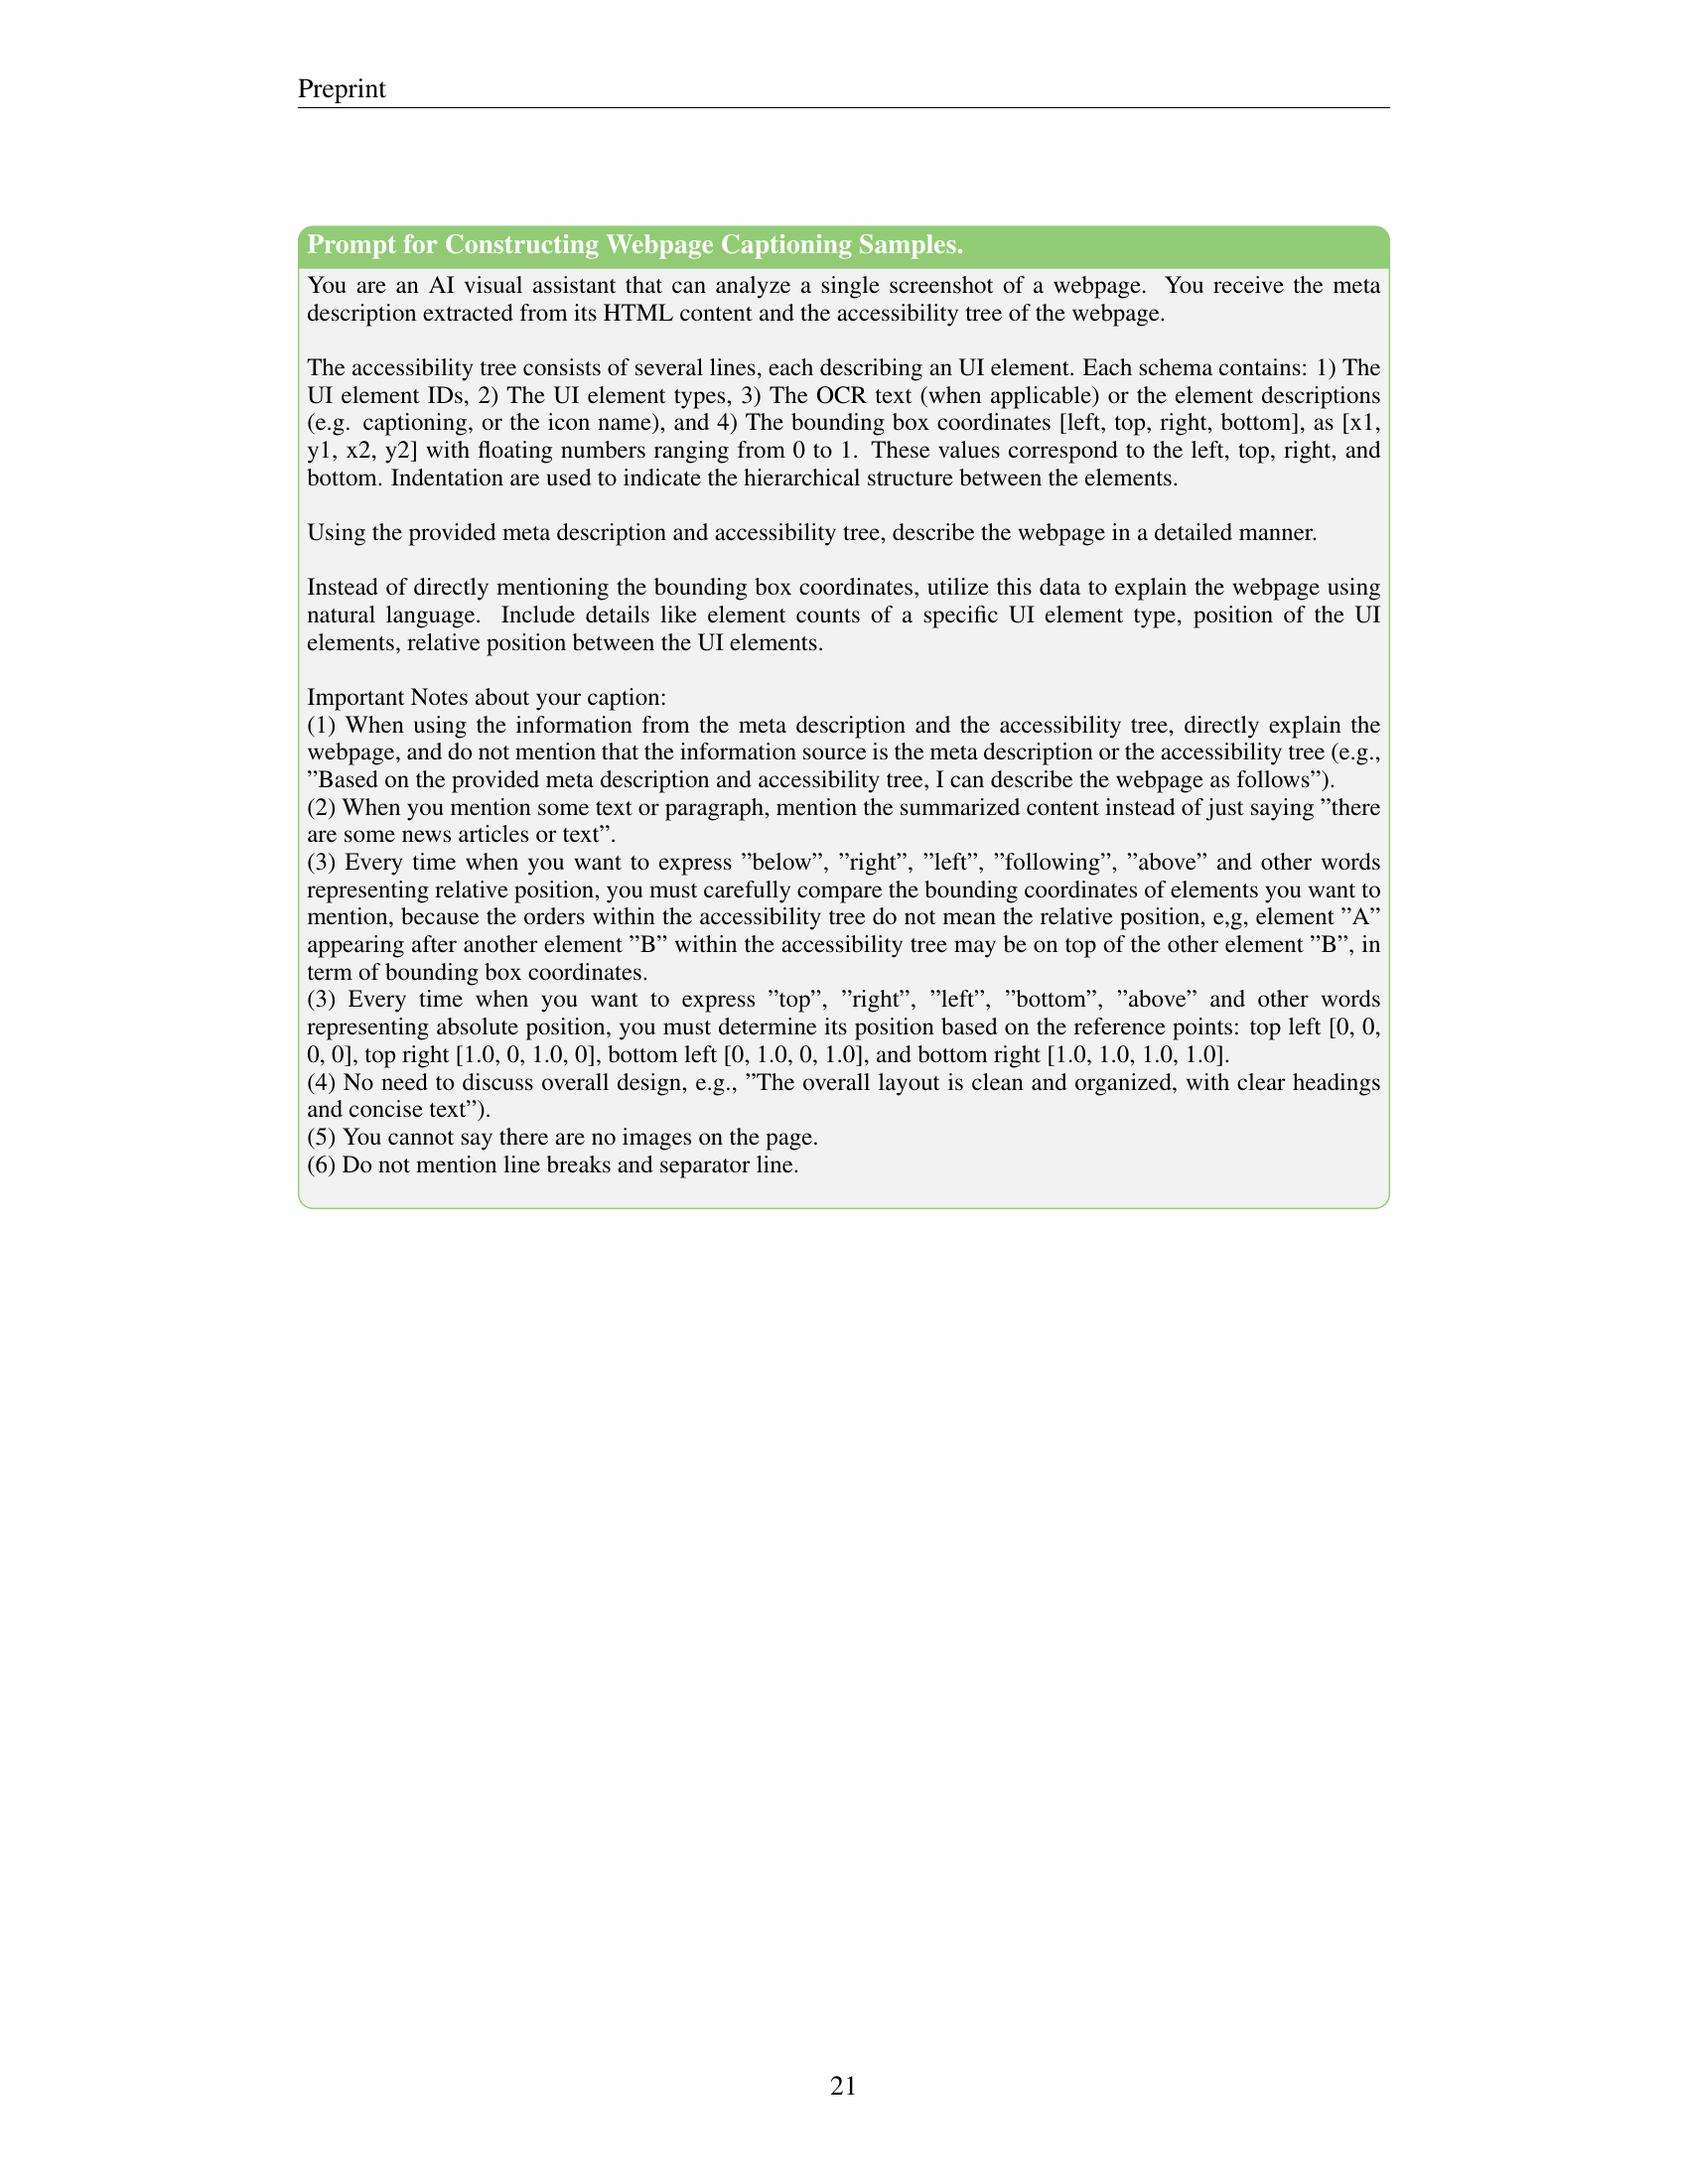 Preprint
Prompt for Constructing Webpage Captioning Samples.
You are an AI visual assistant that can analyze a single screenshot of a webpage. You receive the meta
description extracted from its HTML content and the accessibility tree of the webpage.
The accessibility tree consists of several lines, each describing an UI element. Each schema contains: 1) The
UI element IDs, 2) The UI element types, 3) The OCR text (when applicable) or the element descriptions
(e.g. captioning, or the icon name), and 4) The bounding box coordinates [left, top, right, bottom], as [x1,
y1, x2, y2] with floating numbers ranging from 0 to 1. These values correspond to the left, top, right, and
bottom. Indentation are used to indicate the hierarchical structure between the elements.
Using the provided meta description and accessibility tree, describe the webpage in a detailed manner.
Instead of directly mentioning the bounding box coordinates, utilize this data to explain the webpage using
natural language. Include details like element counts of a specific UI element type, position of the UI
elements, relative position between the UI elements.
Important Notes about your caption:
(1) When using the information from the meta description and the accessibility tree, directly explain the
webpage, and do not mention that the information source is the meta description or the accessibility tree (e.g.,
”Based on the provided meta description and accessibility tree, I can describe the webpage as follows”).
(2) When you mention some text or paragraph, mention the summarized content instead of just saying ”there
are some news articles or text”.
(3) Every time when you want to express ”below”, ”right”, ”left”, ”following”, ”above” and other words
representing relative position, you must carefully compare the bounding coordinates of elements you want to
mention, because the orders within the accessibility tree do not mean the relative position, e,g, element ”A”
appearing after another element ”B” within the accessibility tree may be on top of the other element ”B”, in
term of bounding box coordinates.
(3) Every time when you want to express ”top”, ”right”, ”left”, ”bottom”, ”above” and other words
representing absolute position, you must determine its position based on the reference points: top left [0, 0,
0, 0], top right [1.0, 0, 1.0, 0], bottom left [0, 1.0, 0, 1.0], and bottom right [1.0, 1.0, 1.0, 1.0].
(4) No need to discuss overall design, e.g., ”The overall layout is clean and organized, with clear headings
and concise text”).
(5) You cannot say there are no images on the page.
(6) Do not mention line breaks and separator line.
21